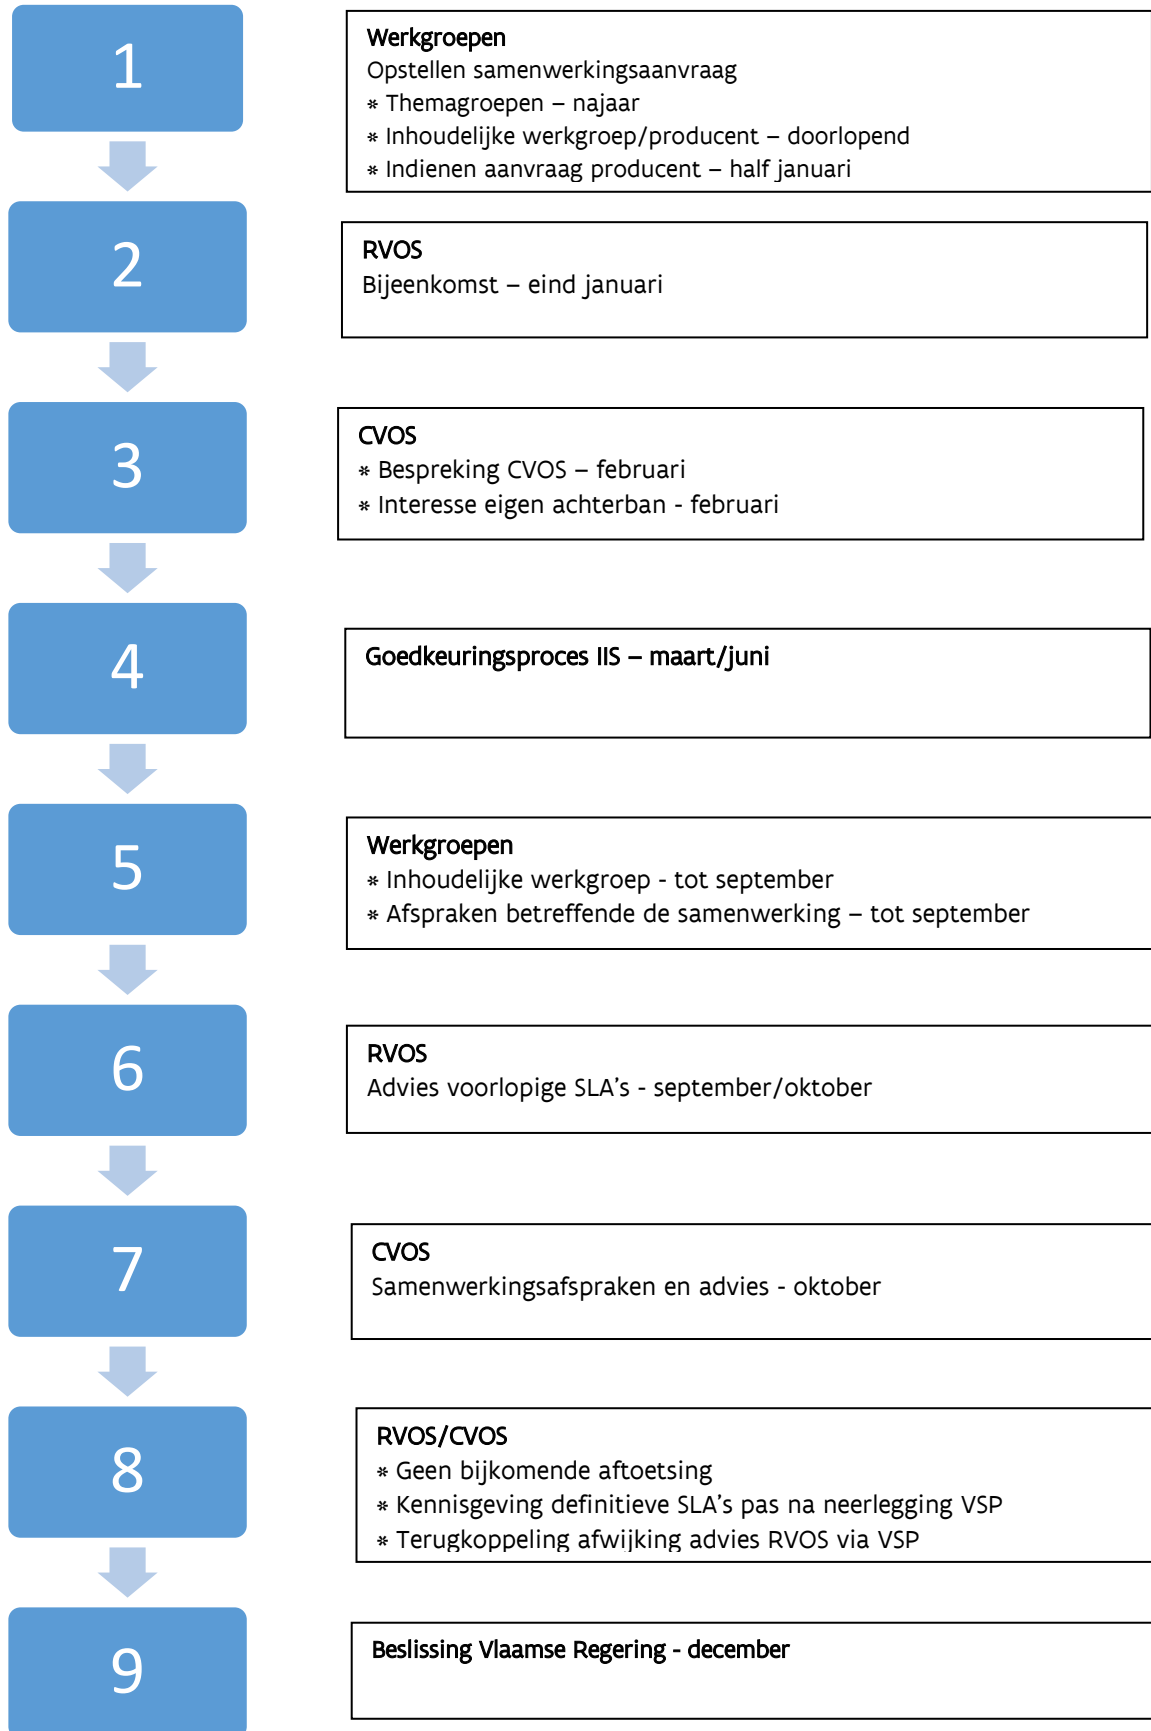 1
Werkgroepen
Opstellen samenwerkingsaanvraag
* Themagroepen – najaar
* Inhoudelijke werkgroep/producent – doorlopend
* Indienen aanvraag producent – half januari
2
RVOS
Bijeenkomst – eind januari
3
CVOS
* Bespreking CVOS – februari
* Interesse eigen achterban - februari
4
Goedkeuringsproces IIS – maart/juni
5
Werkgroepen
* Inhoudelijke werkgroep - tot september
* Afspraken betreffende de samenwerking – tot september
6
RVOS
Advies voorlopige SLA’s - september/oktober
7
CVOS
Samenwerkingsafspraken en advies - oktober
8
RVOS/CVOS
* Geen bijkomende aftoetsing
* Kennisgeving definitieve SLA’s pas na neerlegging VSP
* Terugkoppeling afwijking advies RVOS via VSP
9
Beslissing Vlaamse Regering - december